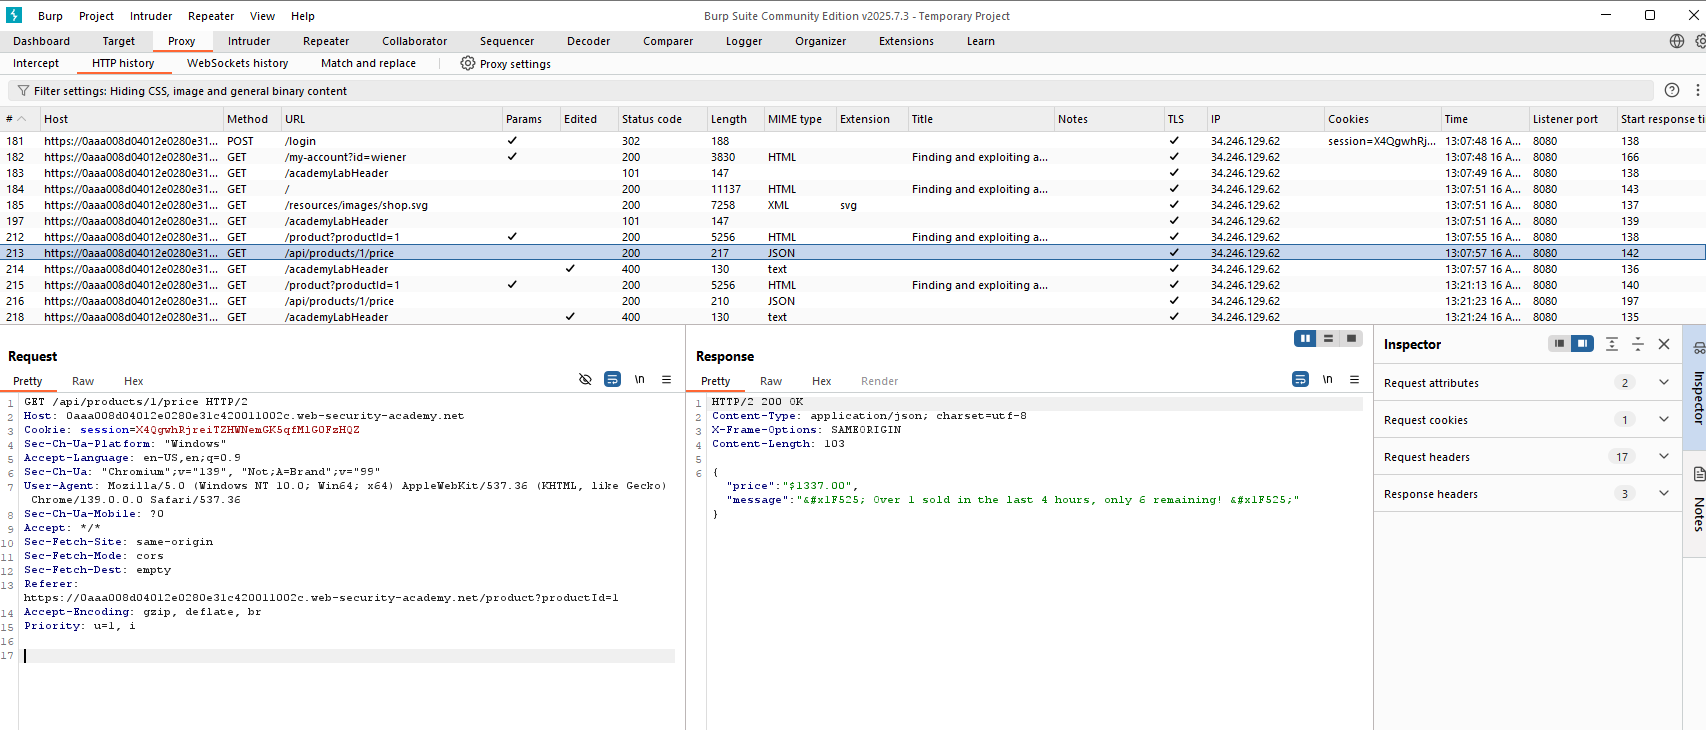 Burp Project Intruder Repeater View Help Burp Suite Community Edition v2025.7.3 - Temporary Project
Dashboard Target Proxy Intruder Repeater Collaborator Sequencer Decoder Comparer Logger Organizer Extensions Learn
Intercept HTTP history WebSockets history Match and replace Proxy settings
Filter settings: Hiding CSS, image and general binary content
# Host Method URL Params Edited Status code Length MIME type Extension Title Notes TLS IP Cookies Time Listener port Start response ti
181 https://0aaa008d04012e0280e31... POST /login ✓ 302 188 ✓ 34.246.129.62 session=X4QgwhRj... 13:07:48 16 A... 8080 138
182 https://0aaa008d04012e0280e31... GET /my-account?id=wiener ✓ 200 3830 HTML Finding and exploiting a... ✓ 34.246.129.62 13:07:48 16 A... 8080 166
183 https://0aaa008d04012e0280e31... GET /academyLabHeader 101 147 ✓ 34.246.129.62 13:07:49 16 A... 8080 138
184 https://0aaa008d04012e0280e31... GET / 200 11137 HTML Finding and exploiting a... ✓ 34.246.129.62 13:07:51 16 A... 8080 143
185 https://0aaa008d04012e0280e31... GET /resources/images/shop.svg 200 7258 XML svg ✓ 34.246.129.62 13:07:51 16 A... 8080 137
197 https://0aaa008d04012e0280e31... GET /academyLabHeader 101 147 ✓ 34.246.129.62 13:07:51 16 A... 8080 139
212 https://0aaa008d04012e0280e31... GET /product?productId=1 ✓ 200 5256 HTML Finding and exploiting a... ✓ 34.246.129.62 13:07:55 16 A... 8080 138
213 https://0aaa008d04012e0280e31... GET /api/products/1/price 200 217 JSON ✓ 34.246.129.62 13:07:57 16 A... 8080 142
214 https://0aaa008d04012e0280e31... GET /academyLabHeader ✓ 400 130 text ✓ 34.246.129.62 13:07:57 16 A... 8080 136
215 https://0aaa008d04012e0280e31... GET /product?productId=1 ✓ 200 5256 HTML Finding and exploiting a... ✓ 34.246.129.62 13:21:13 16 A... 8080 140
216 https://0aaa008d04012e0280e31... GET /api/products/1/price 200 210 JSON ✓ 34.246.129.62 13:21:23 16 A... 8080 197
218 https://0aaa008d04012e0280e31... GET /academyLabHeader ✓ 400 130 text ✓ 34.246.129.62 13:21:24 16 A... 8080 135
Request
Pretty Raw Hex \n
1 GET /api/products/1/price HTTP/2
2 Host: 0aaa008d04012e0280e31c420011002c.web-security-academy.net
3 Cookie: session=X4QgwhRjreiTZHWNemGK5qfMlGOFzHQZ
4 Sec-Ch-Ua-Platform: "Windows"
5 Accept-Language: en-US,en;q=0.9
6 Sec-Ch-Ua: "Chromium";v="139", "Not;A=Brand";v="99"
7 User-Agent: Mozilla/5.0 (Windows NT 10.0; Win64; x64) AppleWebKit/537.36 (KHTML, like Gecko)
Chrome/139.0.0.0 Safari/537.36
8 Sec-Ch-Ua-Mobile: ?0
9 Accept: */*
10 Sec-Fetch-Site: same-origin
11 Sec-Fetch-Mode: cors
12 Sec-Fetch-Dest: empty
13 Referer:
https://0aaa008d04012e0280e31c420011002c.web-security-academy.net/product?productId=1
14 Accept-Encoding: gzip, deflate, br
15 Priority: u=1, i
16
17
Response
Pretty Raw Hex Render \n
1 HTTP/2 200 OK
2 Content-Type: application/json; charset=utf-8
3 X-Frame-Options: SAMEORIGIN
4 Content-Length: 103
5
6 {
"price":"$1337.00",
"message":"&#x1F525; Over 1 sold in the last 4 hours, only 6 remaining! &#x1F525;"
}
Inspector
Request attributes 2
Request cookies 1
Request headers 17
Response headers 3
Inspector
Notes